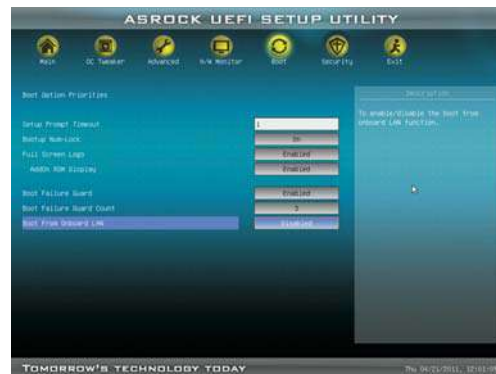 ASROCK UEFI SETUP UTILITY
Main
OC Tweaker
Advanced
H/W Monitor
Boot
Security
Exit
Boot Option Priorities
Description
Setup Prompt Timeout
1
To enable/disable the boot from
onboard LAN function.
Bootup Num-Lock
On
Full Screen Logo
Enabled
AddOn ROM Display
Enabled
Boot Failure Guard
Enabled
Boot Failure Guard Count
3
Boot From Onboard LAN
Disabled
TOMORROW'S TECHNOLOGY TODAY